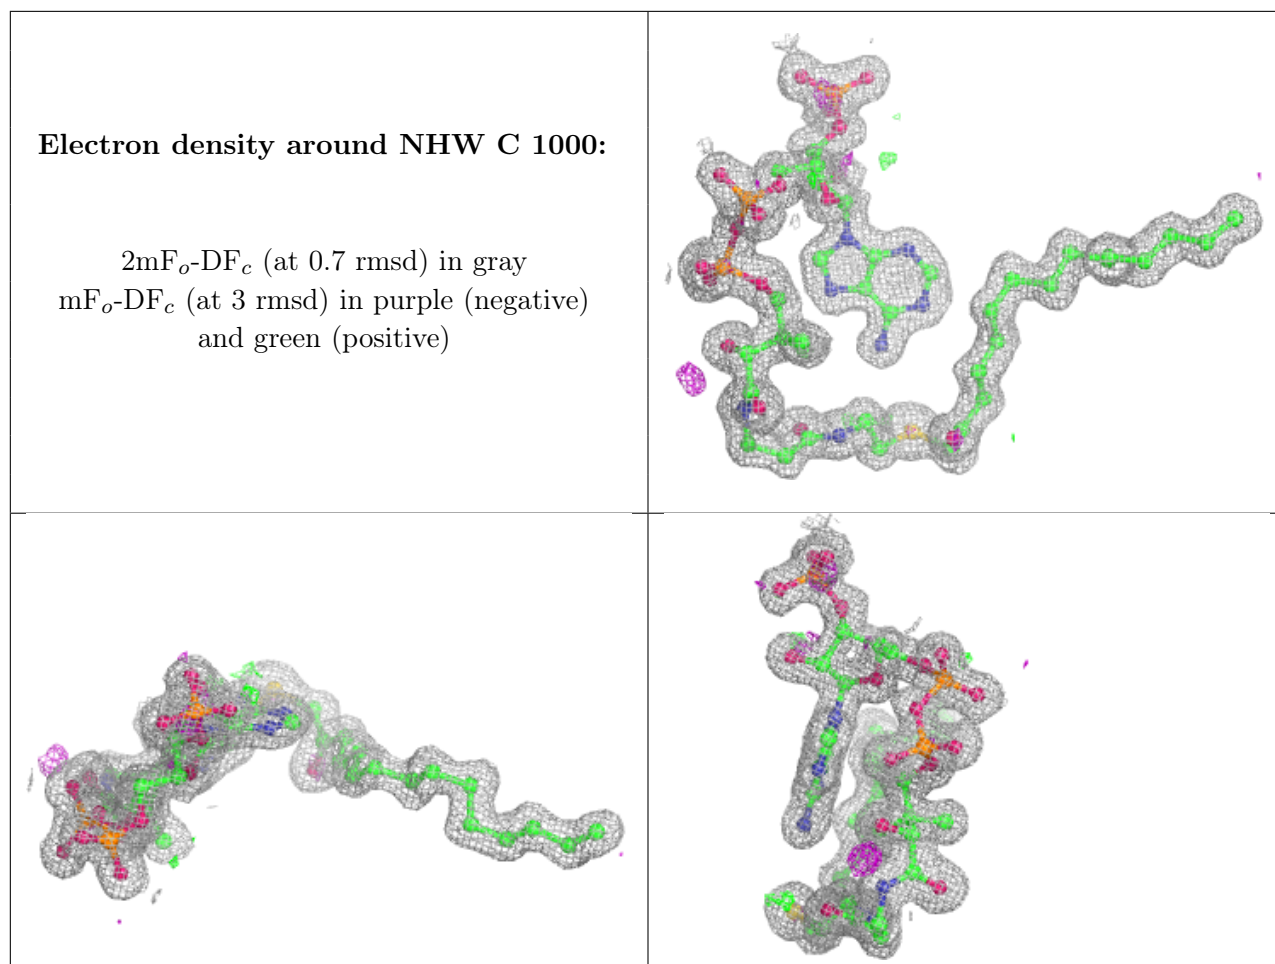 Electron density around NHW C 1000:
2mFo-DFc (at 0.7 rmsd) in gray
mFo-DFc (at 3 rmsd) in purple (negative)
and green (positive)